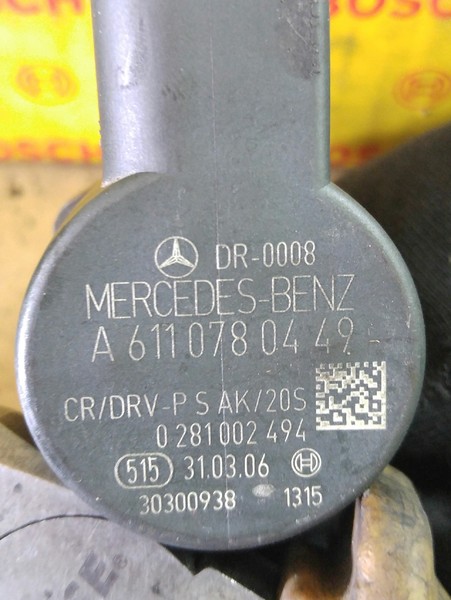 BOSCH
DR-0008
MERCEDES-BENZ
A 611 078 04 49
CR/DRV-P S AK/20S
0 281 002 494
515 31.03.06
30300938 1315